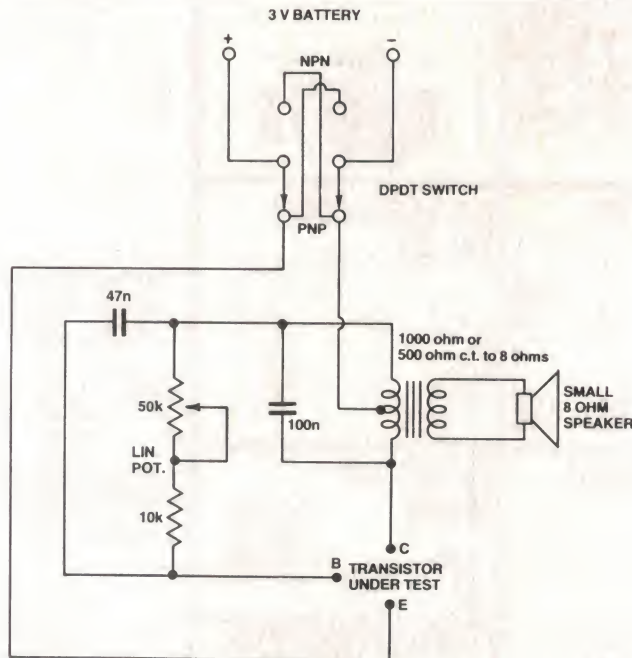 3 V BATTERY
+
−
NPN
DPDT SWITCH
PNP
47n
1000 ohm or
500 ohm c.t. to 8 ohms
50k
100n
SMALL
8 OHM
SPEAKER
LIN
POT.
10k
C
B
TRANSISTOR
UNDER TEST
E